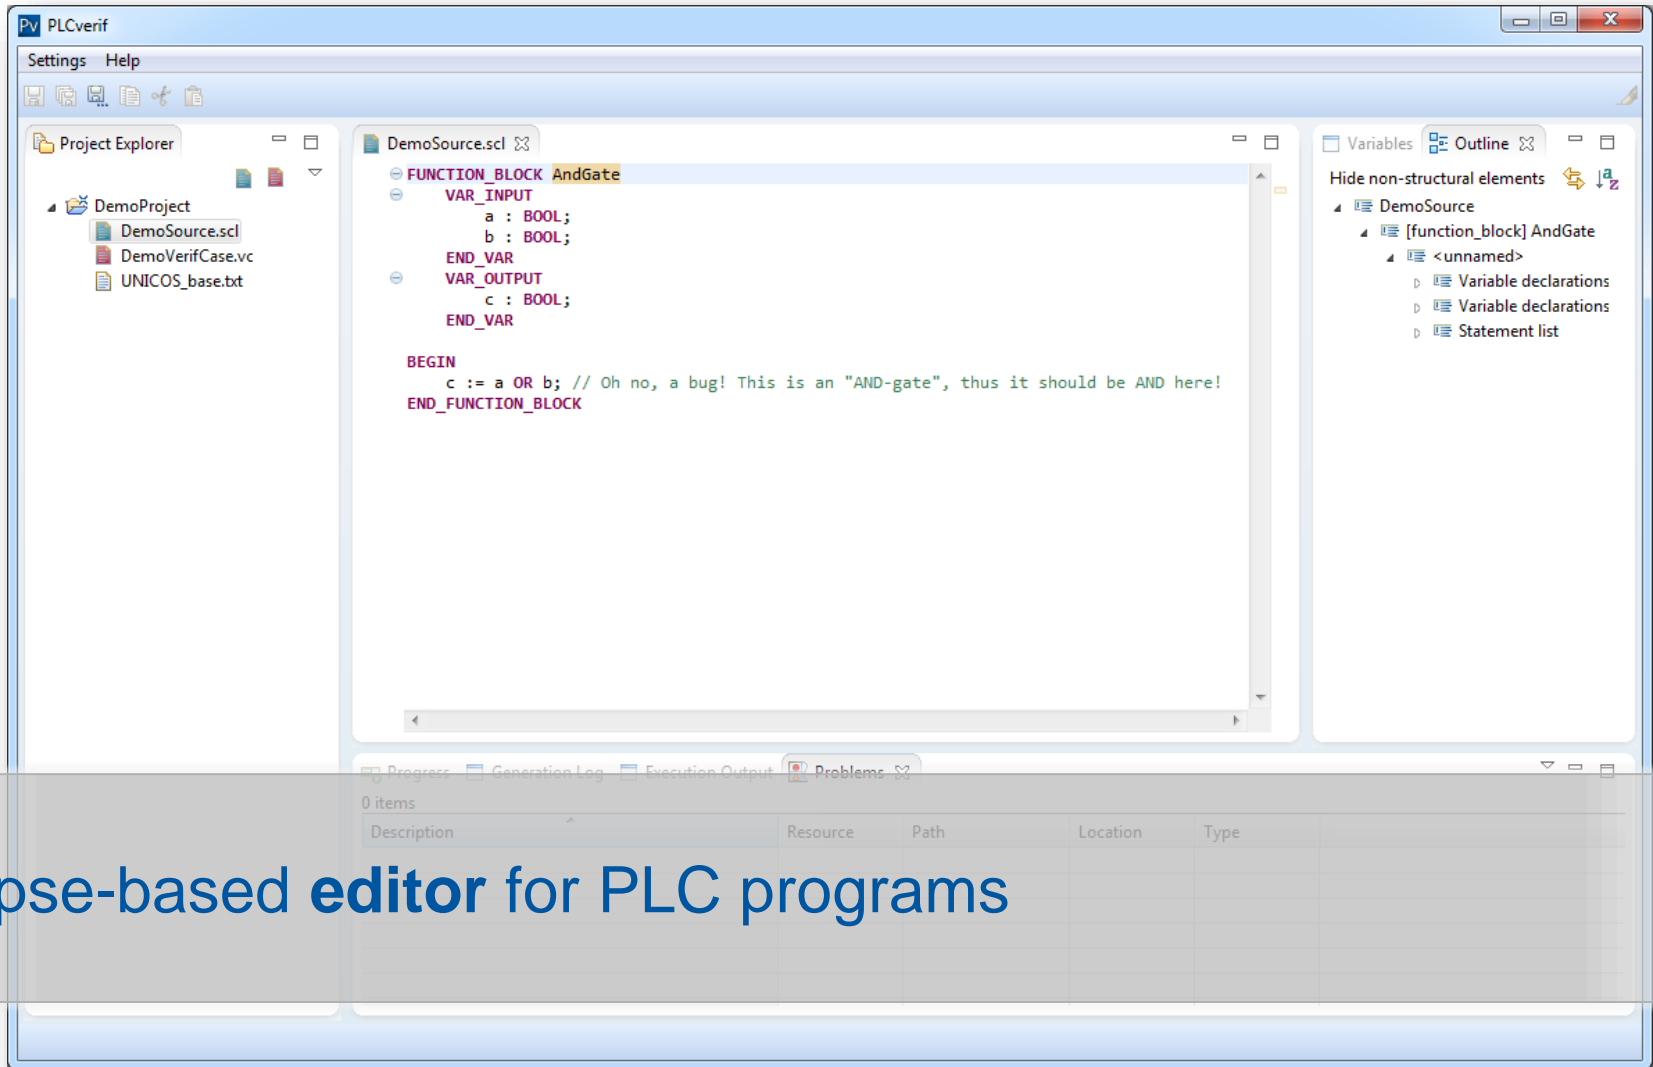 PLCverif
Settings Help
Project Explorer
DemoProject
DemoSource.scl
DemoVerifCase.vc
UNICOS_base.txt
DemoSource.scl
FUNCTION_BLOCK AndGate
VAR_INPUT
a : BOOL;
b : BOOL;
END_VAR
VAR_OUTPUT
c : BOOL;
END_VAR
BEGIN
c := a OR b; // Oh no, a bug! This is an "AND-gate", thus it should be AND here!
END_FUNCTION_BLOCK
Variables Outline
Hide non-structural elements
DemoSource
[function_block] AndGate
<unnamed>
Variable declarations
Variable declarations
Statement list
Progress Generation Log Execution Output Problems
0 items
Description Resource Path Location Type
pse-based editor for PLC programs